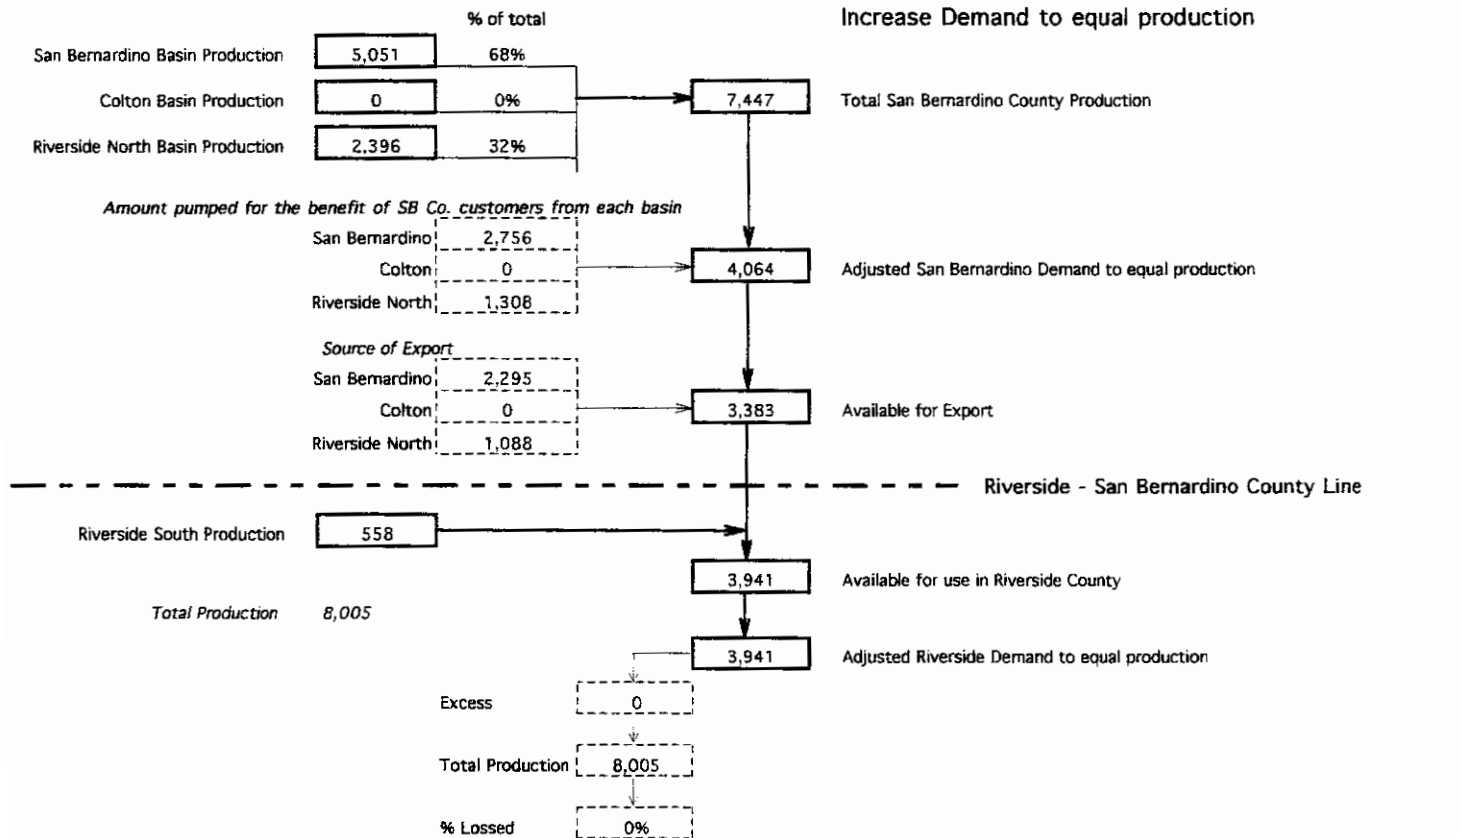 % of total
Increase Demand to equal production
San Bernardino Basin Production 5,051 68%
Colton Basin Production 0 0% 7,447 Total San Bernardino County Production
Riverside North Basin Production 2,396 32%
Amount pumped for the benefit of SB Co. customers from each basin
San Bernardino 2,756
Colton 0 4,064 Adjusted San Bernardino Demand to equal production
Riverside North 1,308
Source of Export
San Bernardino 2,295
Colton 0 3,383 Available for Export
Riverside North 1,088
Riverside - San Bernardino County Line
Riverside South Production 558
3,941 Available for use in Riverside County
Total Production 8,005
3,941 Adjusted Riverside Demand to equal production
Excess 0
Total Production 8,005
% Lossed 0%